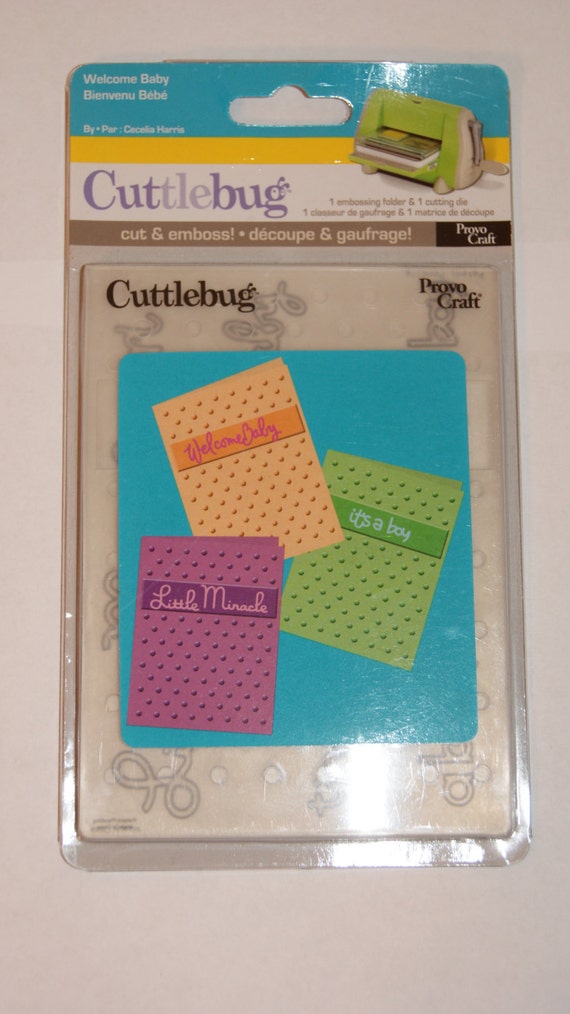 Welcome Baby
Bienvenu Bébé
By • Par : Cecelia Harris
Cuttlebug
1 embossing folder & 1 cutting die
1 classeur de gaufrage & 1 matrice de découpe
cut & emboss! • découpe & gaufrage!
Provo
Craft
Cuttlebug
Provo
Craft
Welcome Baby
it's a boy
Little Miracle